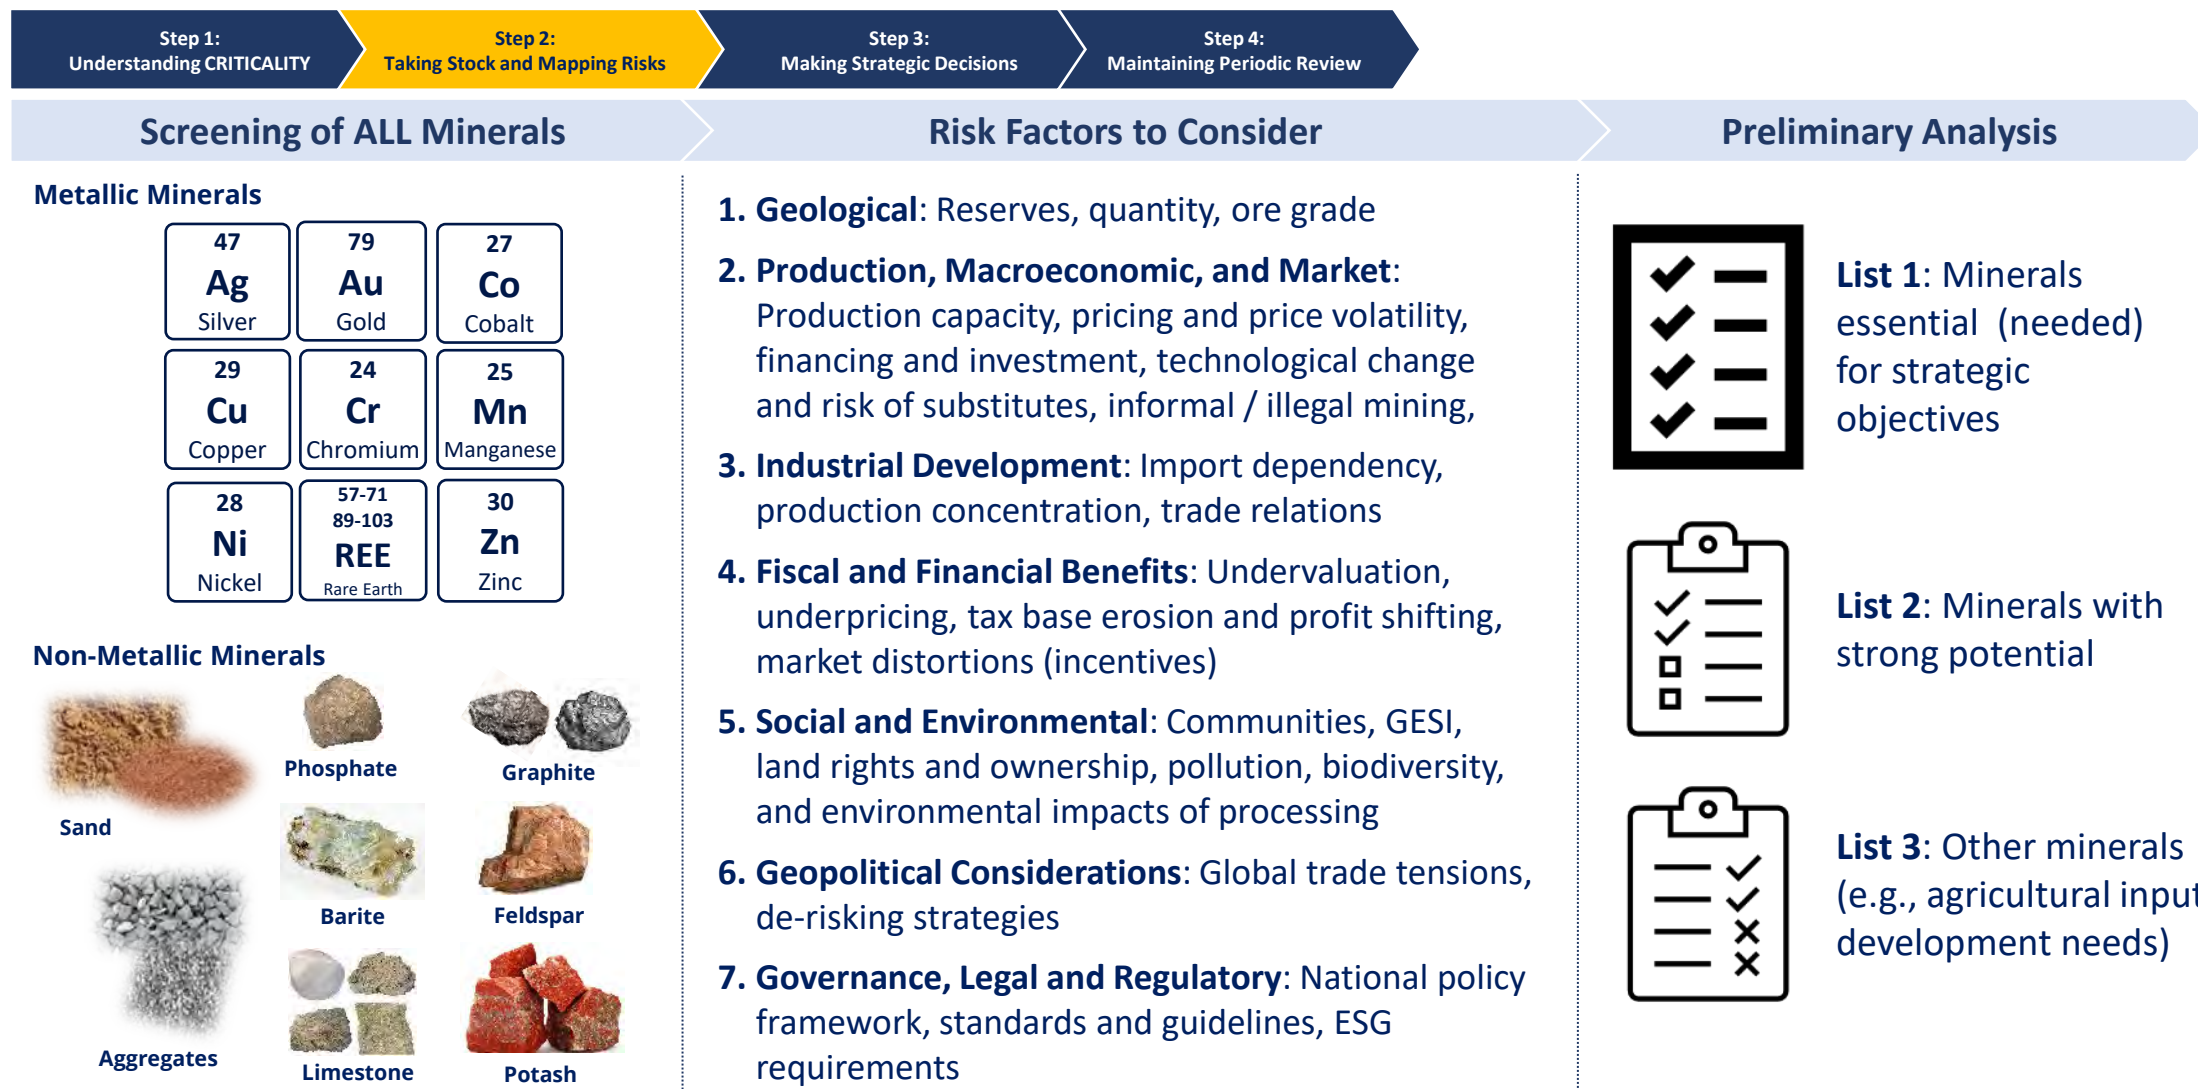 Step 1:
Understanding CRITICALITY
Step 2:
Taking Stock and Mapping Risks
Step 3:
Making Strategic Decisions
Step 4:
Maintaining Periodic Review
Screening of ALL Minerals
Risk Factors to Consider
Preliminary Analysis
Metallic Minerals
47
Ag
Silver
79
Au
Gold
27
Co
Cobalt
29
Cu
Copper
24
Cr
Chromium
25
Mn
Manganese
28
Ni
Nickel
57-71
89-103
REE
Rare Earth
30
Zn
Zinc
Non-Metallic Minerals
Sand
Phosphate
Graphite
Aggregates
Barite
Feldspar
Limestone
Potash
1. Geological: Reserves, quantity, ore grade
2. Production, Macroeconomic, and Market:
Production capacity, pricing and price volatility,
financing and investment, technological change
and risk of substitutes, informal / illegal mining,
3. Industrial Development: Import dependency,
production concentration, trade relations
4. Fiscal and Financial Benefits: Undervaluation,
underpricing, tax base erosion and profit shifting,
market distortions (incentives)
5. Social and Environmental: Communities, GESI,
land rights and ownership, pollution, biodiversity,
and environmental impacts of processing
6. Geopolitical Considerations: Global trade tensions,
de-risking strategies
7. Governance, Legal and Regulatory: National policy
framework, standards and guidelines, ESG
requirements
List 1: Minerals
essential (needed)
for strategic
objectives
List 2: Minerals with
strong potential
List 3: Other minerals
(e.g., agricultural input
development needs)